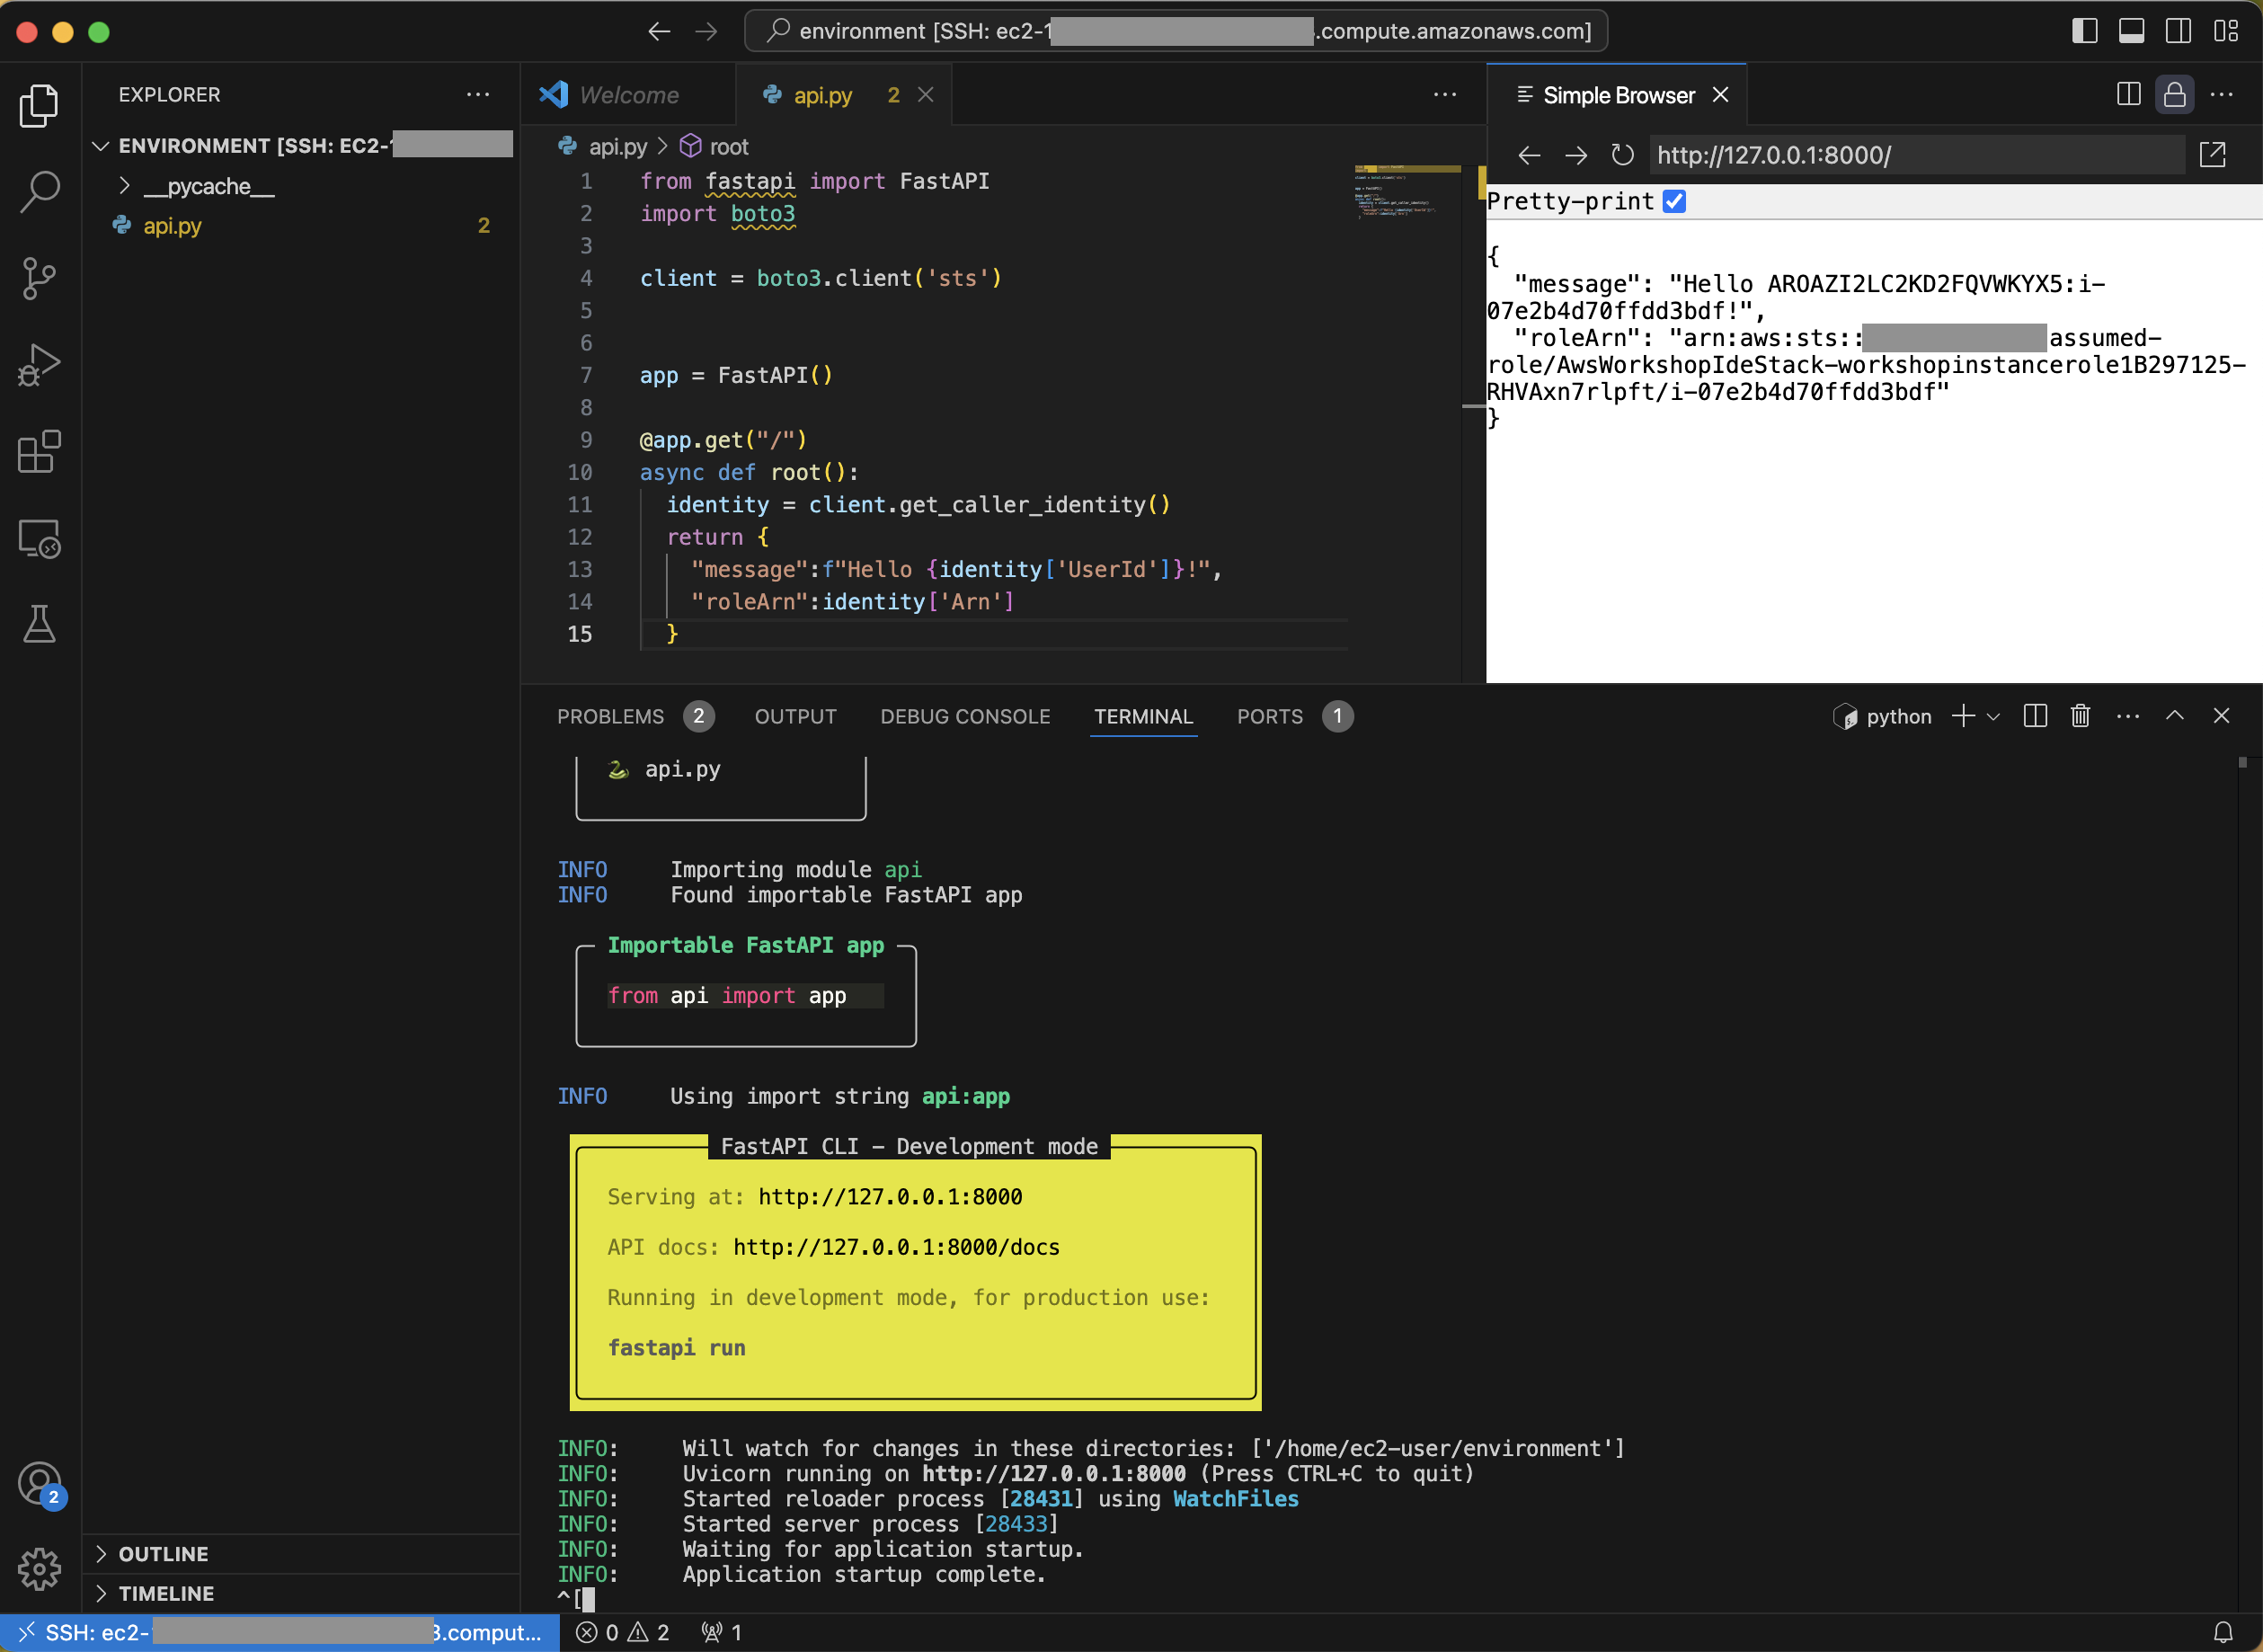 environment [SSH: ec2-1 .compute.amazonaws.com]
EXPLORER
ENVIRONMENT [SSH: EC2-
__pycache__
api.py 2
OUTLINE
TIMELINE
Welcome
api.py 2
api.py > root
1 from fastapi import FastAPI
2 import boto3
3
4 client = boto3.client('sts')
5
6
7 app = FastAPI()
8
9 @app.get("/")
10 async def root():
11 identity = client.get_caller_identity()
12 return {
13 "message":f"Hello {identity['UserId']}!",
14 "roleArn":identity['Arn']
15 }
Simple Browser
http://127.0.0.1:8000/
Pretty-print
{
"message": "Hello AROAZI2LC2KD2FQVWKYX5:i-
07e2b4d70ffdd3bdf!",
"roleArn": "arn:aws:sts:: assumed-
role/AwsWorkshopIdeStack-workshopinstancerole1B297125-
RHVAxn7rlpft/i-07e2b4d70ffdd3bdf"
}
PROBLEMS 2 OUTPUT DEBUG CONSOLE TERMINAL PORTS 1
python
api.py
INFO Importing module api
INFO Found importable FastAPI app
Importable FastAPI app
from api import app
INFO Using import string api:app
FastAPI CLI - Development mode
Serving at: http://127.0.0.1:8000
API docs: http://127.0.0.1:8000/docs
Running in development mode, for production use:
fastapi run
INFO: Will watch for changes in these directories: ['/home/ec2-user/environment']
INFO: Uvicorn running on http://127.0.0.1:8000 (Press CTRL+C to quit)
INFO: Started reloader process [28431] using WatchFiles
INFO: Started server process [28433]
INFO: Waiting for application startup.
INFO: Application startup complete.
^[
2
SSH: ec2- .comput... 0 2 1